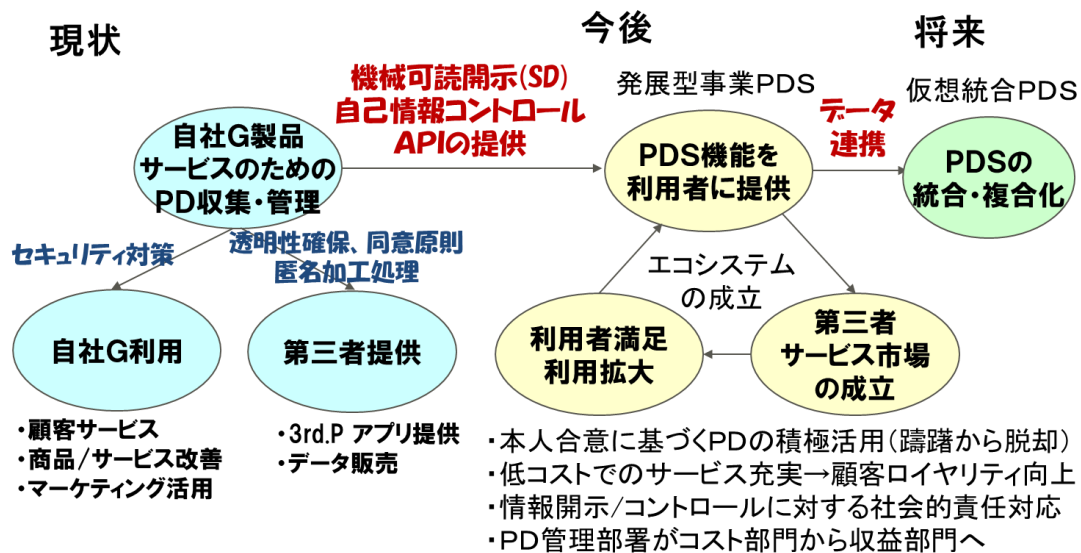 現状
自社G製品
サービスのための
PD収集・管理
セキュリティ対策
透明性確保、同意原則
匿名加工処理
自社G利用
第三者提供
・顧客サービス
・商品/サービス改善
・マーケティング活用
・3rd.P アプリ提供
・データ販売
機械可読開示(SD)
自己情報コントロール
APIの提供
今後
発展型事業PDS
PDS機能を
利用者に提供
エコシステム
の成立
利用者満足
利用拡大
第三者
サービス市場
の成立
データ
連携
将来
仮想統合PDS
PDSの
統合・複合化
・本人合意に基づくPDの積極活用(躊躇から脱却)
・低コストでのサービス充実→顧客ロイヤリティ向上
・情報開示/コントロールに対する社会的責任対応
・PD管理部署がコスト部門から収益部門へ